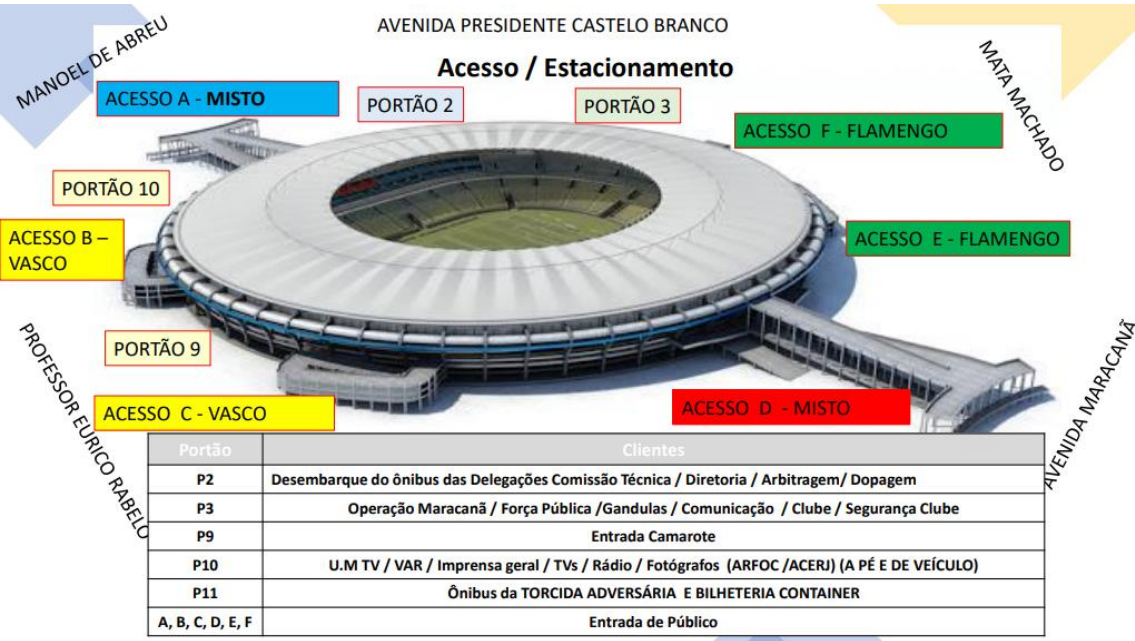 AVENIDA PRESIDENTE CASTELO BRANCO
MANOEL DE ABREU
Acesso / Estacionamento
MATA MACHADO
ACESSO A - MISTO
PORTÃO 2
PORTÃO 3
ACESSO F - FLAMENGO
PORTÃO 10
ACESSO B –
VASCO
ACESSO E - FLAMENGO
PROFESSOR EURICO RABELO
PORTÃO 9
AVENIDA MARACANÃ
ACESSO C - VASCO
ACESSO D - MISTO
Portão Clientes
P2 Desembarque do ônibus das Delegações Comissão Técnica / Diretoria / Arbitragem/ Dopagem
P3 Operação Maracanã / Força Pública /Gandulas / Comunicação / Clube / Segurança Clube
P9 Entrada Camarote
P10 U.M TV / VAR / Imprensa geral / TVs / Rádio / Fotógrafos (ARFOC /ACERJ) (A PÉ E DE VEÍCULO)
P11 Ônibus da TORCIDA ADVERSÁRIA E BILHETERIA CONTAINER
A, B, C, D, E, F Entrada de Público